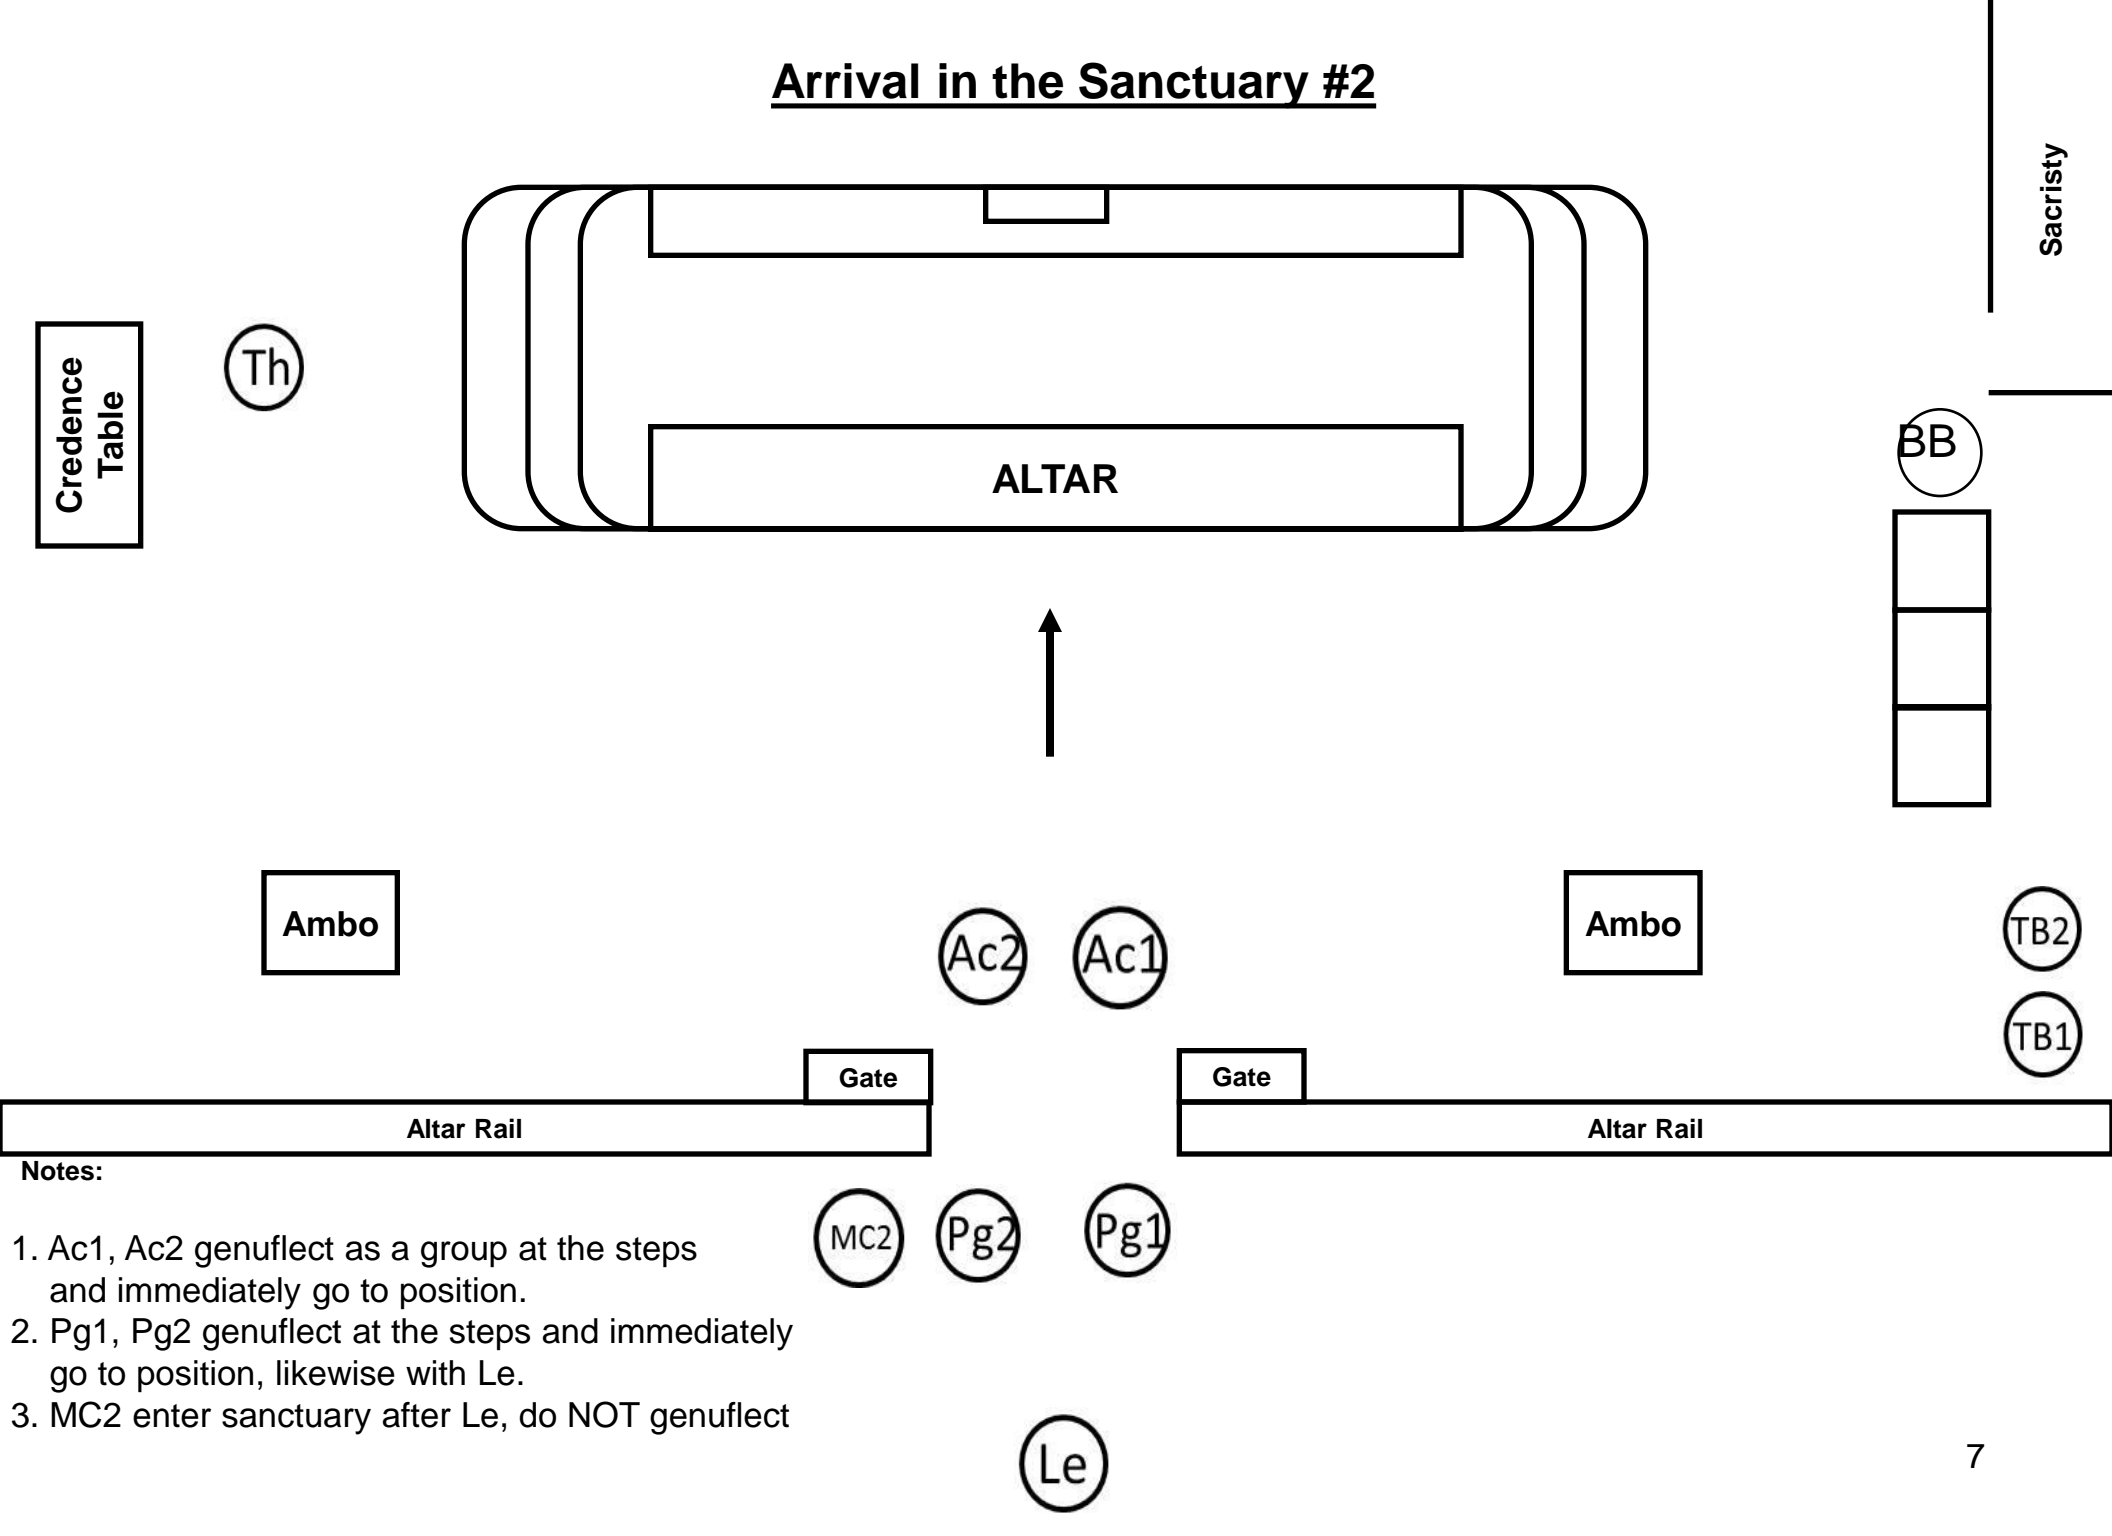 Arrival in the Sanctuary #2
Sacristy
Th
Credence
Table
BB
ALTAR
Ambo
Ac2
Ac1
Ambo
TB2
TB1
Gate
Gate
Altar Rail
Altar Rail
Notes:
MC2
Pg2
Pg1
1. Ac1, Ac2 genuflect as a group at the steps
and immediately go to position.
2. Pg1, Pg2 genuflect at the steps and immediately
go to position, likewise with Le.
3. MC2 enter sanctuary after Le, do NOT genuflect
Le
7